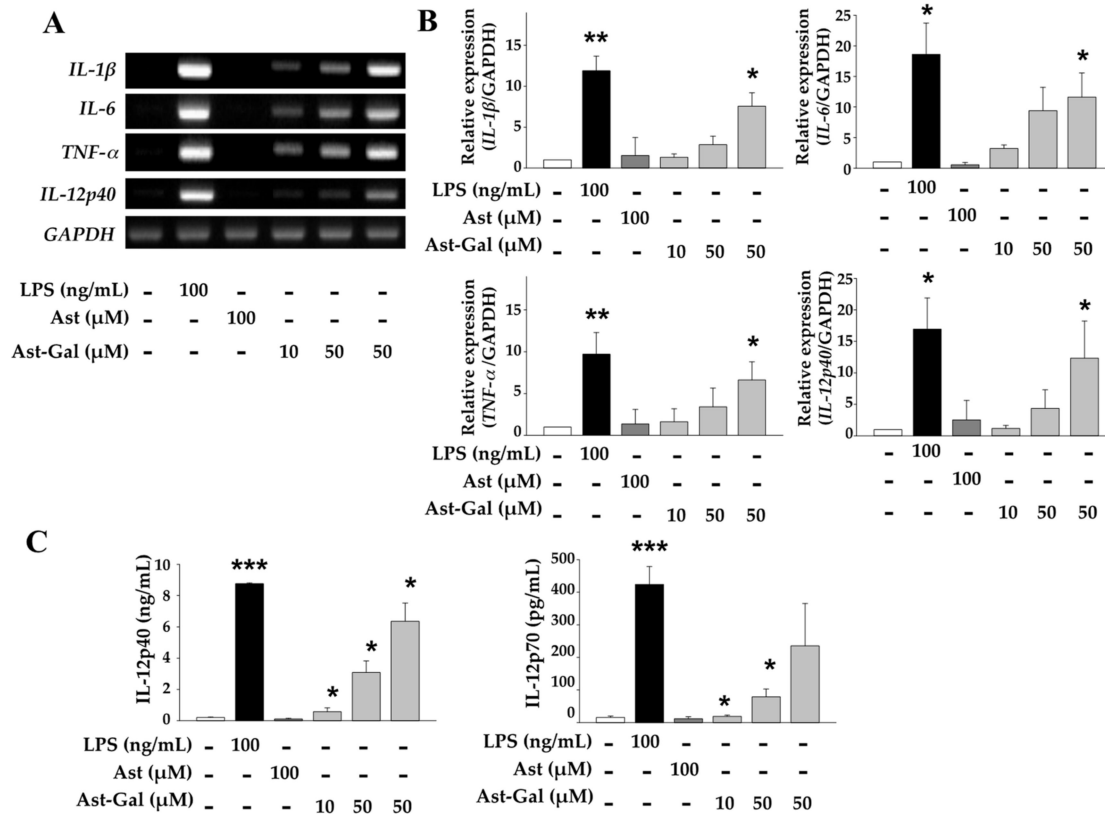 A
IL-1β
IL-6
TNF-α
IL-12p40
GAPDH
LPS (ng/mL) - 100 - - - -
Ast (μM) - - 100 - - -
Ast-Gal (μM) - - - 10 50 50
B
Relative expression
(IL-1β/GAPDH)
15
10
5
0
** *
LPS (ng/mL) - 100 - - - -
Ast (μM) - - 100 - - -
Ast-Gal (μM) - - - 10 50 50
Relative expression
(IL-6/GAPDH)
25
20
15
10
5
0
* *
- 100 - - - -
- - 100 - - -
- - - 10 50 50
Relative expression
(TNF-α/GAPDH)
15
10
5
0
** *
LPS (ng/mL) - 100 - - - -
Ast (μM) - - 100 - - -
Ast-Gal (μM) - - - 10 50 50
Relative expression
(IL-12p40/GAPDH)
25
20
15
10
5
0
* *
- 100 - - - -
- - 100 - - -
- - - 10 50 50
C
IL-12p40 (ng/mL)
10
8
6
4
2
0
*** * * *
LPS (ng/mL) - 100 - - - -
Ast (μM) - - 100 - - -
Ast-Gal (μM) - - - 10 50 50
IL-12p70 (pg/mL)
500
400
300
200
100
0
*** * *
LPS (ng/mL) - 100 - - - -
Ast (μM) - - 100 - - -
Ast-Gal (μM) - - - 10 50 50